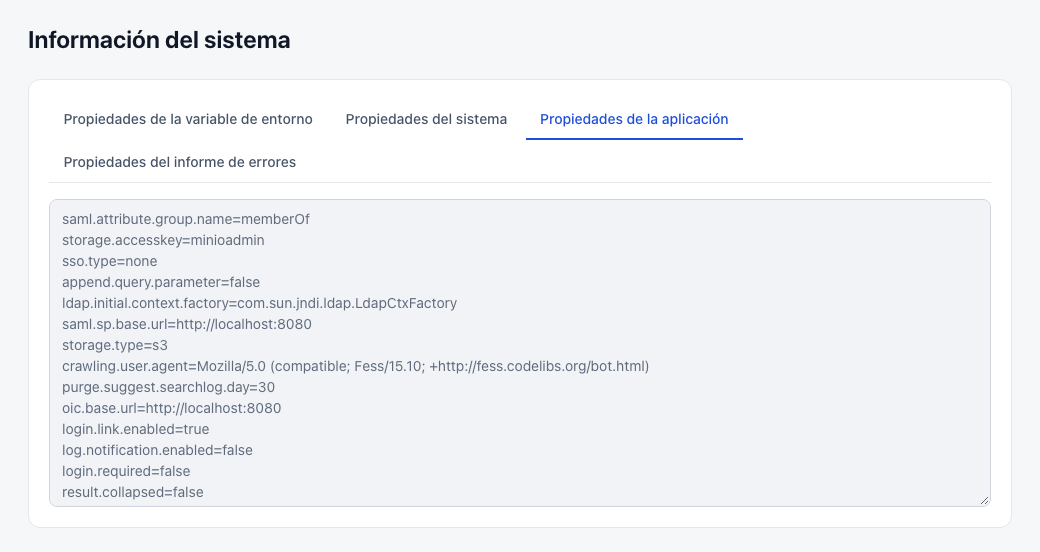 Información del sistema
Propiedades de la variable de entorno
Propiedades del sistema
Propiedades de la aplicación
Propiedades del informe de errores
saml.attribute.group.name=memberOf
storage.accesskey=minioadmin
sso.type=none
append.query.parameter=false
ldap.initial.context.factory=com.sun.jndi.ldap.LdapCtxFactory
saml.sp.base.url=http://localhost:8080
storage.type=s3
crawling.user.agent=Mozilla/5.0 (compatible; Fess/15.10; +http://fess.codelibs.org/bot.html)
purge.suggest.searchlog.day=30
oic.base.url=http://localhost:8080
login.link.enabled=true
log.notification.enabled=false
login.required=false
result.collapsed=false